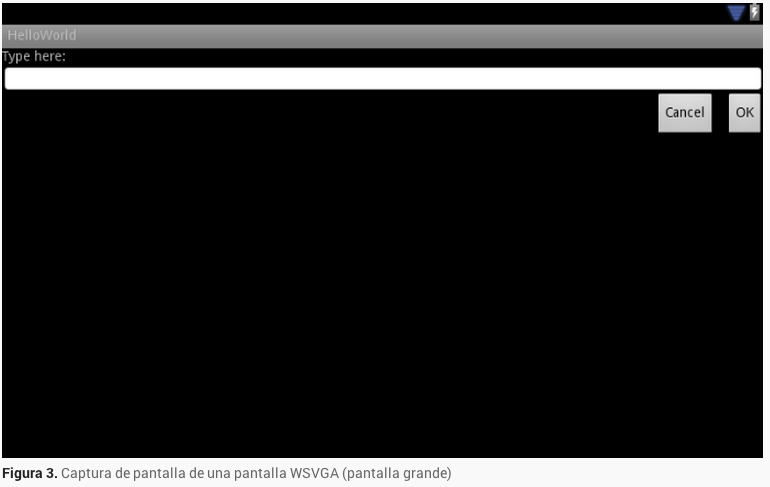 HelloWorld
Type here:
Cancel OK
Figura 3. Captura de pantalla de una pantalla WSVGA (pantalla grande)